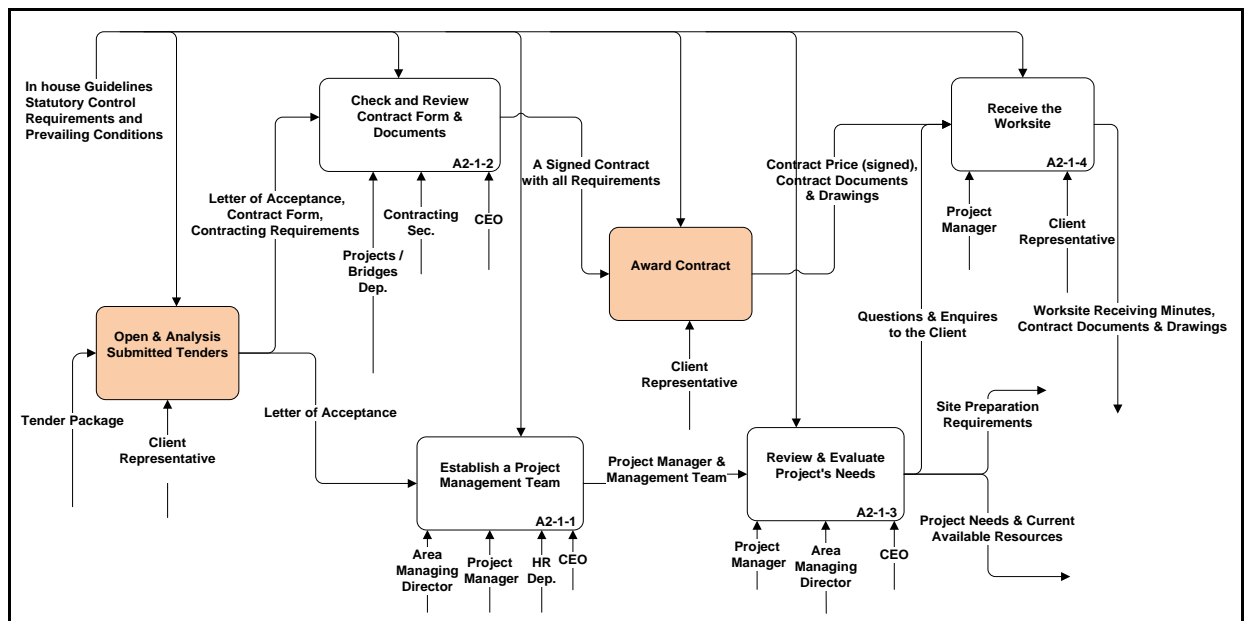 In house Guidelines
Statutory Control
Requirements and
Prevailing Conditions
Check and Review
Contract Form &
Documents
A2-1-2
Receive the
Worksite
A2-1-4
A Signed Contract
with all Requirements
Contract Price (signed),
Contract Documents
& Drawings
Letter of Acceptance,
Contract Form,
Contracting Requirements
Contracting
Sec.
CEO
Projects /
Bridges
Dep.
Project
Manager
Client
Representative
Award Contract
Open & Analysis
Submitted Tenders
Questions & Enquires
to the Client
Worksite Receiving Minutes,
Contract Documents & Drawings
Client
Representative
Tender Package
Client
Representative
Letter of Acceptance
Site Preparation
Requirements
Establish a Project
Management Team
A2-1-1
Project Manager &
Management Team
Review & Evaluate
Project's Needs
A2-1-3
Project Needs & Current
Available Resources
Area
Managing
Director
Project
Manager
HR
Dep.
CEO
Project
Manager
Area
Managing
Director
CEO